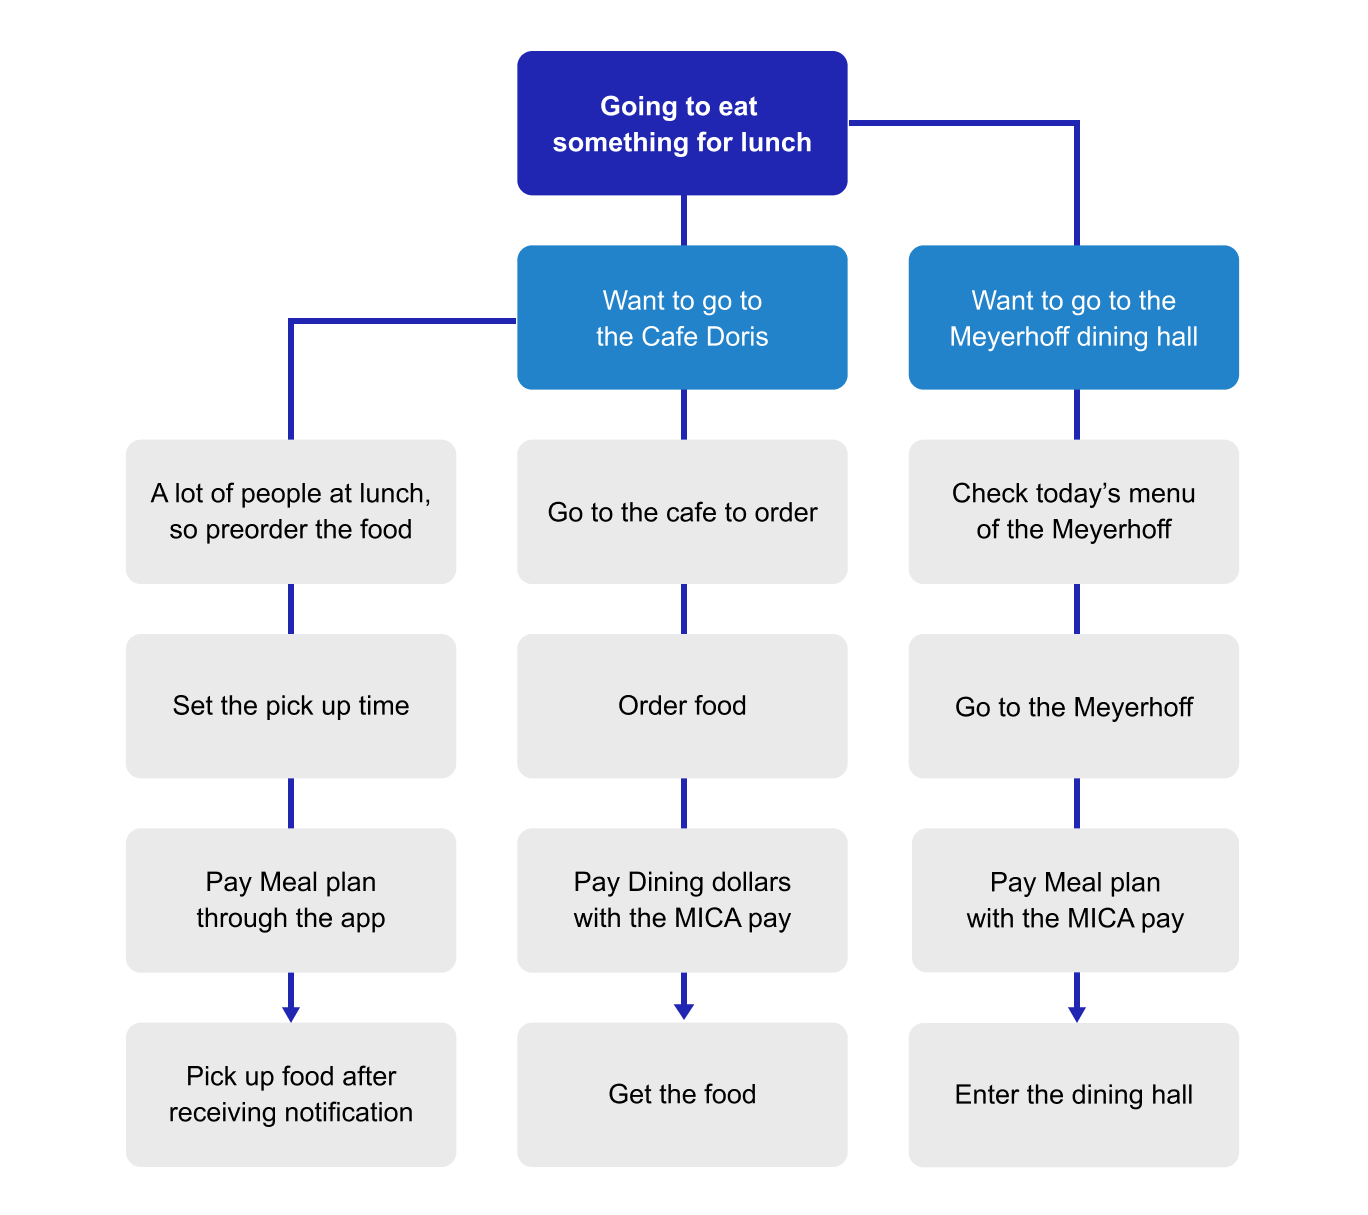 Going to eat
something for lunch
Want to go to
the Cafe Doris
Want to go to the
Meyerhoff dining hall
A lot of people at lunch,
so preorder the food
Go to the cafe to order
Check today’s menu
of the Meyerhoff
Set the pick up time
Order food
Go to the Meyerhoff
Pay Meal plan
through the app
Pay Dining dollars
with the MICA pay
Pay Meal plan
with the MICA pay
Pick up food after
receiving notification
Get the food
Enter the dining hall